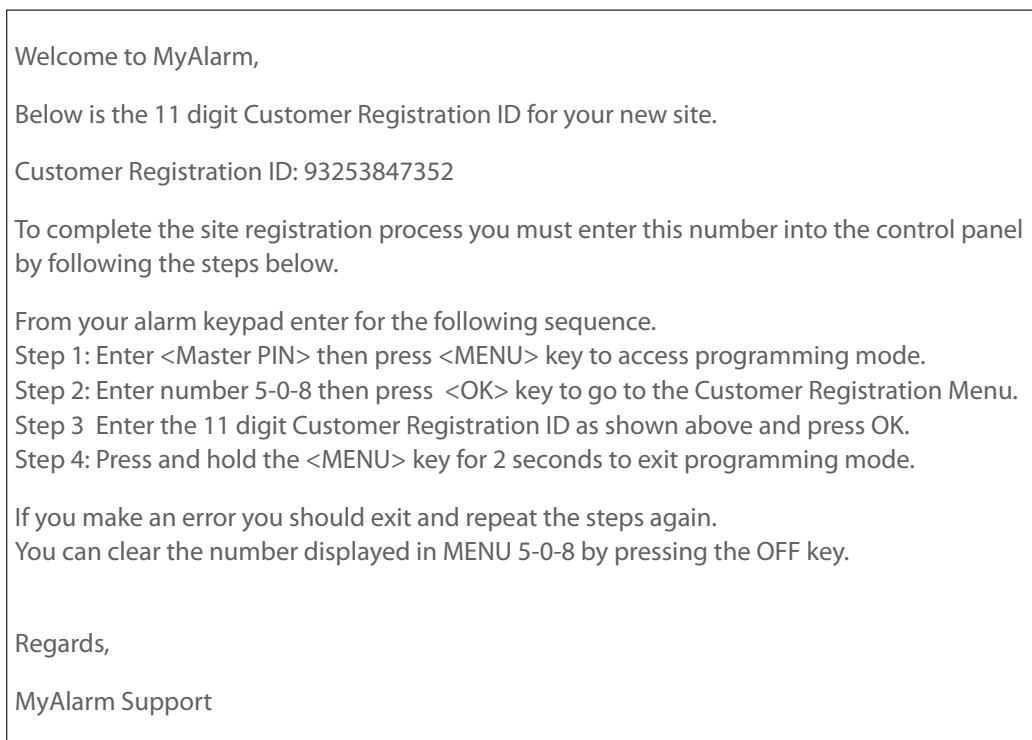 Welcome to MyAlarm,
Below is the 11 digit Customer Registration ID for your new site.
Customer Registration ID: 93253847352
To complete the site registration process you must enter this number into the control panel
by following the steps below.
From your alarm keypad enter for the following sequence.
Step 1: Enter <Master PIN> then press <MENU> key to access programming mode.
Step 2: Enter number 5-0-8 then press  <OK> key to go to the Customer Registration Menu.
Step 3  Enter the 11 digit Customer Registration ID as shown above and press OK.
Step 4: Press and hold the <MENU> key for 2 seconds to exit programming mode.
If you make an error you should exit and repeat the steps again.
You can clear the number displayed in MENU 5-0-8 by pressing the OFF key.
Regards,
MyAlarm Support